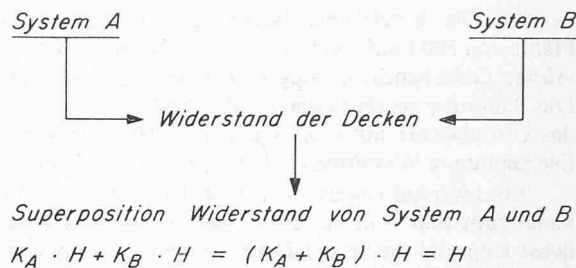 System A
System B
Widerstand der Decken
Superposition Widerstand von System A und B
K_A · H + K_B · H = (K_A + K_B) · H = H